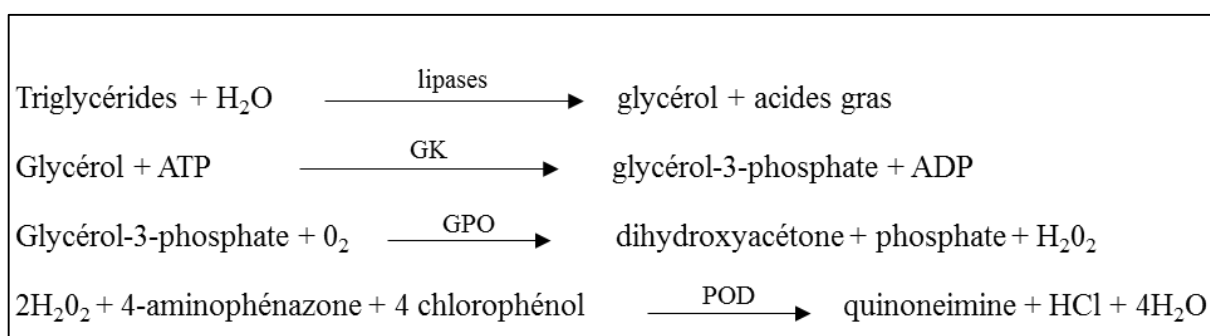 Triglycérides + H₂O lipases glycérol + acides gras
Glycérol + ATP GK glycérol-3-phosphate + ADP
Glycérol-3-phosphate + 0₂ GPO dihydroxyacétone + phosphate + H₂0₂
2H₂0₂ + 4-aminophénazone + 4 chlorophénol POD quinoneimine + HCl + 4H₂O